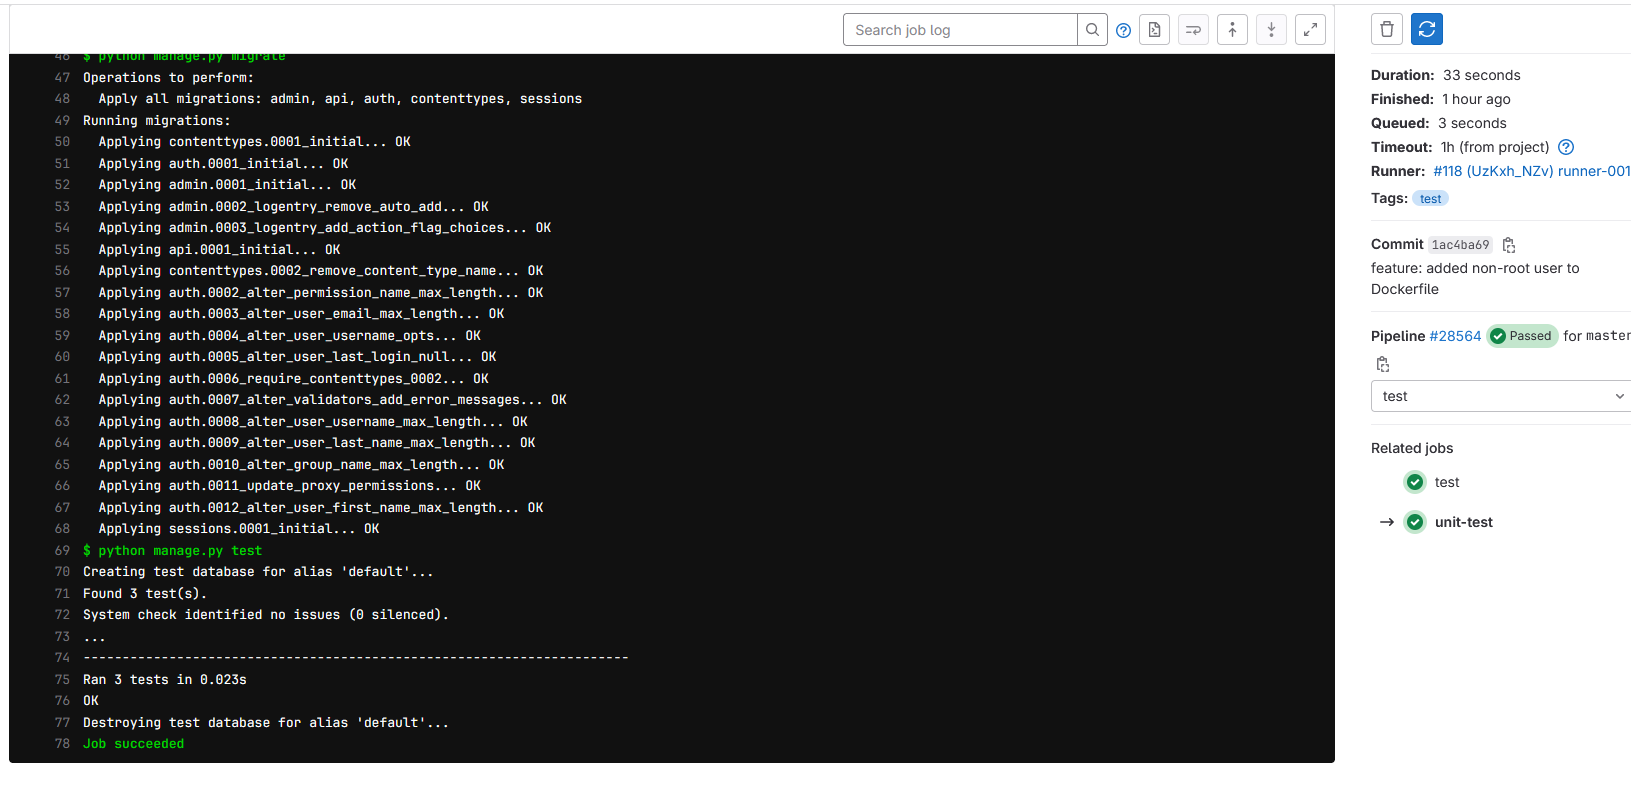 Search job log
46 $ python manage.py migrate
47 Operations to perform:
48 Apply all migrations: admin, api, auth, contenttypes, sessions
49 Running migrations:
50 Applying contenttypes.0001_initial... OK
51 Applying auth.0001_initial... OK
52 Applying admin.0001_initial... OK
53 Applying admin.0002_logentry_remove_auto_add... OK
54 Applying admin.0003_logentry_add_action_flag_choices... OK
55 Applying api.0001_initial... OK
56 Applying contenttypes.0002_remove_content_type_name... OK
57 Applying auth.0002_alter_permission_name_max_length... OK
58 Applying auth.0003_alter_user_email_max_length... OK
59 Applying auth.0004_alter_user_username_opts... OK
60 Applying auth.0005_alter_user_last_login_null... OK
61 Applying auth.0006_require_contenttypes_0002... OK
62 Applying auth.0007_alter_validators_add_error_messages... OK
63 Applying auth.0008_alter_user_username_max_length... OK
64 Applying auth.0009_alter_user_last_name_max_length... OK
65 Applying auth.0010_alter_group_name_max_length... OK
66 Applying auth.0011_update_proxy_permissions... OK
67 Applying auth.0012_alter_user_first_name_max_length... OK
68 Applying sessions.0001_initial... OK
69 $ python manage.py test
70 Creating test database for alias 'default'...
71 Found 3 test(s).
72 System check identified no issues (0 silenced).
73 ...
74 ----------------------------------------------------------------------
75 Ran 3 tests in 0.023s
76 OK
77 Destroying test database for alias 'default'...
78 Job succeeded
Duration: 33 seconds
Finished: 1 hour ago
Queued: 3 seconds
Timeout: 1h (from project)
Runner: #118 (UzKxh_NZv) runner-001
Tags: test
Commit 1ac4ba69
feature: added non-root user to
Dockerfile
Pipeline #28564 Passed for master
test
Related jobs
test
unit-test